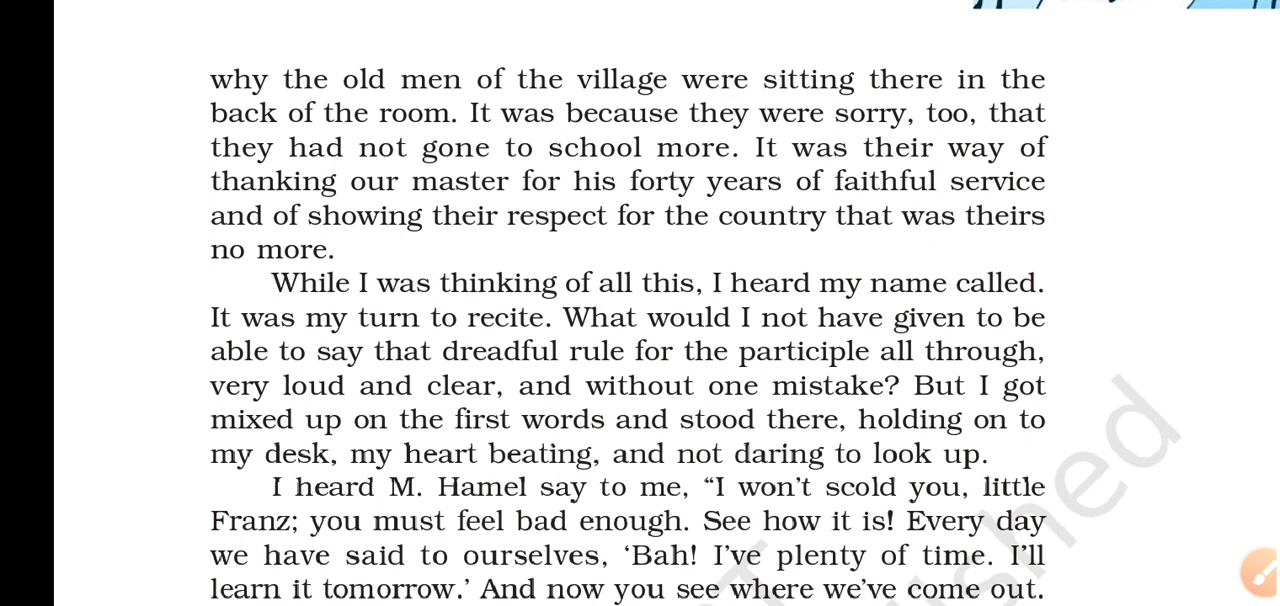 why the old men of the village were sitting there in the
back of the room. It was because they were sorry, too, that
they had not gone to school more. It was their way of
thanking our master for his forty years of faithful service
and of showing their respect for the country that was theirs
no more.
While I was thinking of all this, I heard my name called.
It was my turn to recite. What would I not have given to be
able to say that dreadful rule for the participle all through,
very loud and clear, and without one mistake? But I got
mixed up on the first words and stood there, holding on to
my desk, my heart beating, and not daring to look up.
I heard M. Hamel say to me, “I won’t scold you, little
Franz; you must feel bad enough. See how it is! Every day
we have said to ourselves, ‘Bah! I’ve plenty of time. I’ll
learn it tomorrow.’ And now you see where we’ve come out.